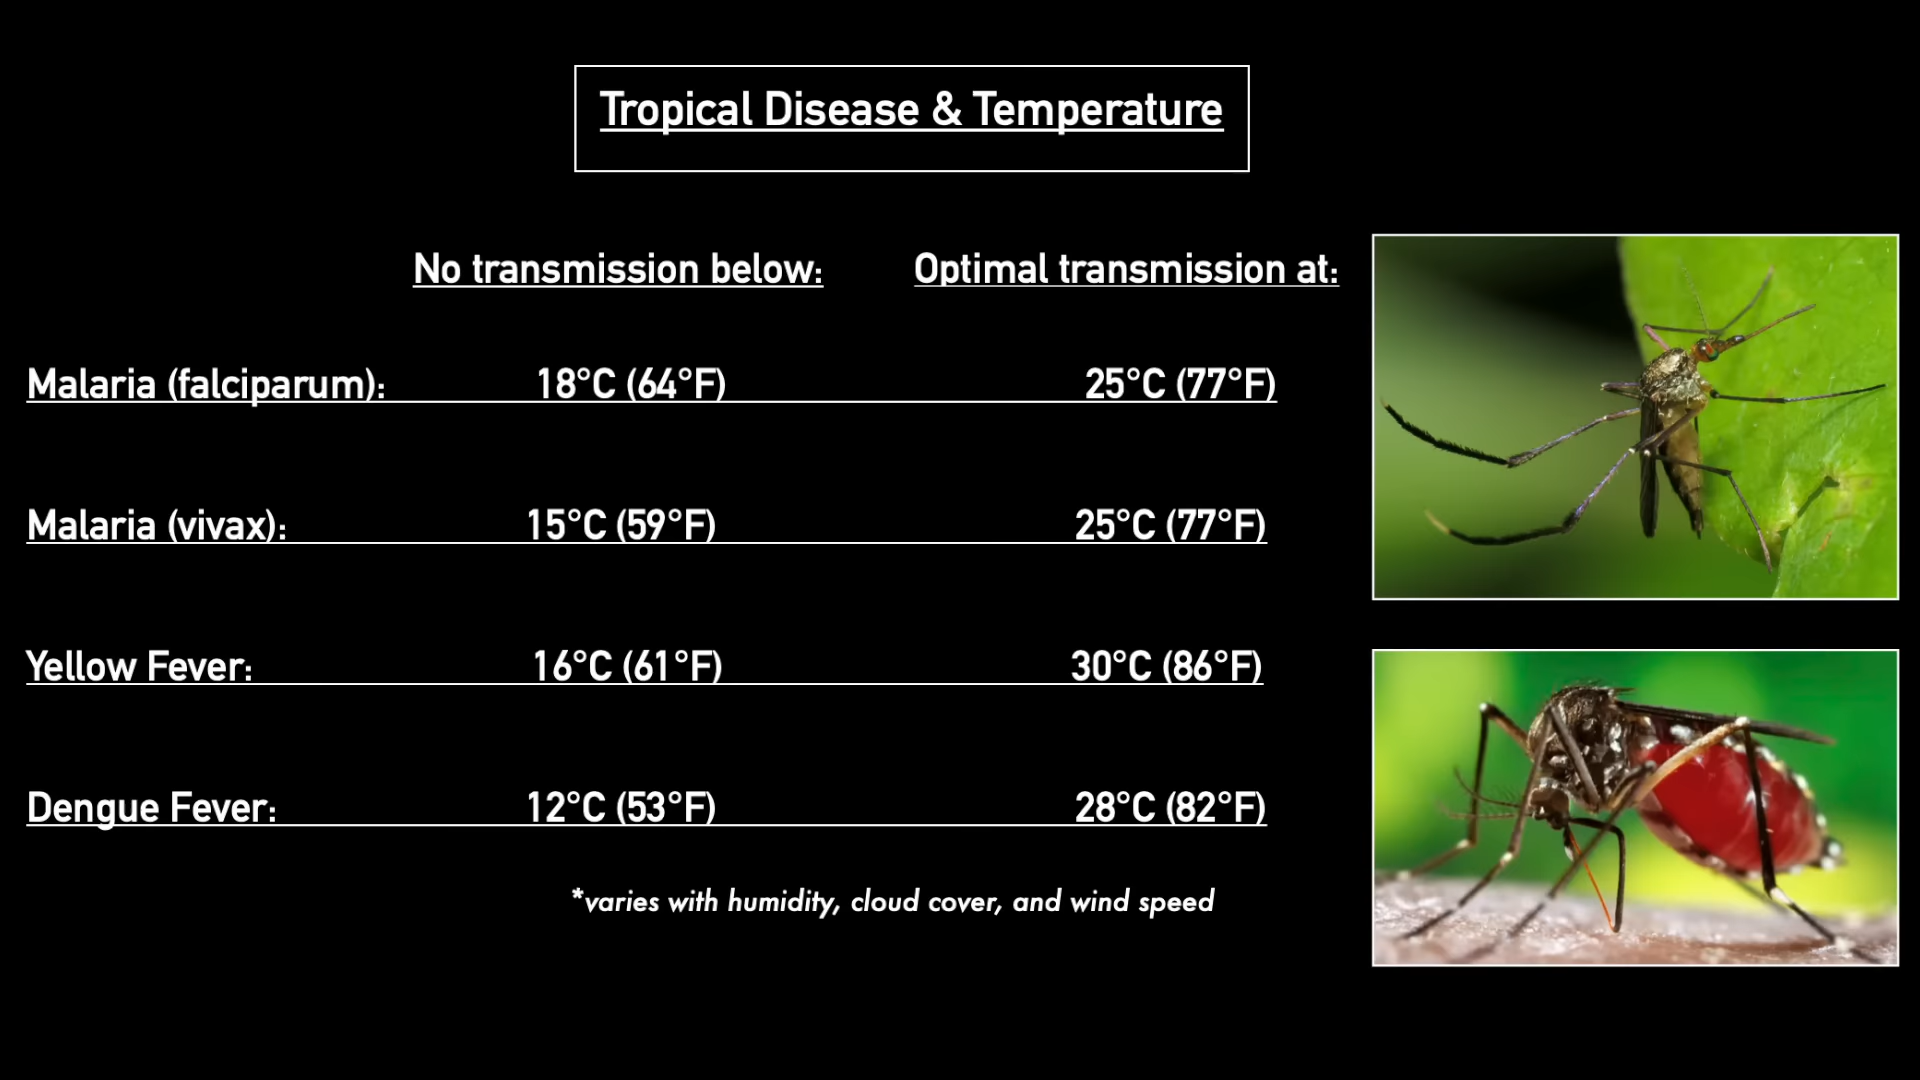 Tropical Disease & Temperature
No transmission below: Optimal transmission at:
Malaria (falciparum): 18°C (64°F) 25°C (77°F)
Malaria (vivax): 15°C (59°F) 25°C (77°F)
Yellow Fever: 16°C (61°F) 30°C (86°F)
Dengue Fever: 12°C (53°F) 28°C (82°F)
*varies with humidity, cloud cover, and wind speed